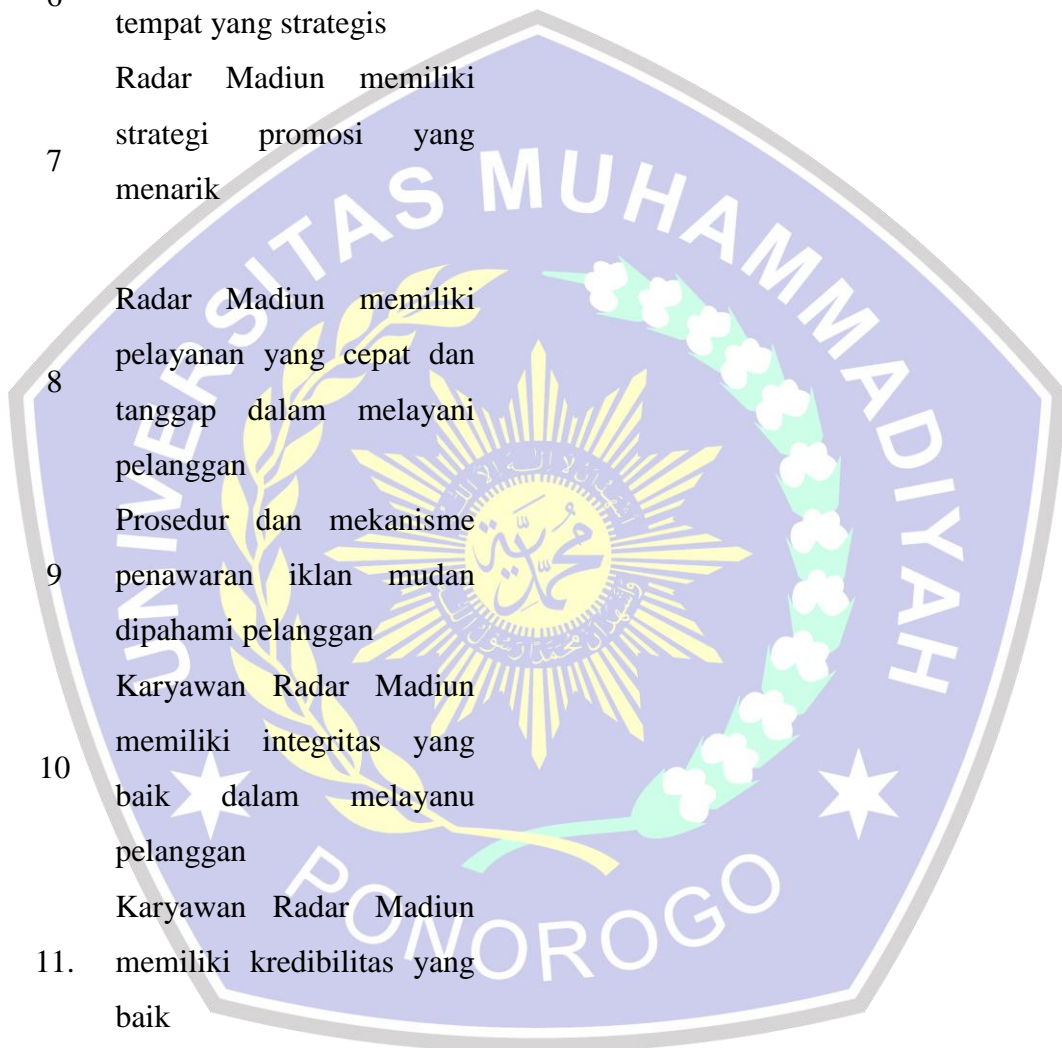 tempat yang strategis
Radar Madiun memiliki
strategi promosi yang
7
menarik
Radar Madiun memiliki
pelayanan yang cepat dan
8
tanggap dalam melayani
pelanggan
Prosedur dan mekanisme
9 penawaran iklan mudan
dipahami pelanggan
Karyawan Radar Madiun
memiliki integritas yang
10
baik dalam melayanu
pelanggan
Karyawan Radar Madiun
11. memiliki kredibilitas yang
baik
UNIVERSITAS MUHAMMADIYAH
PONOROGO
محمدية